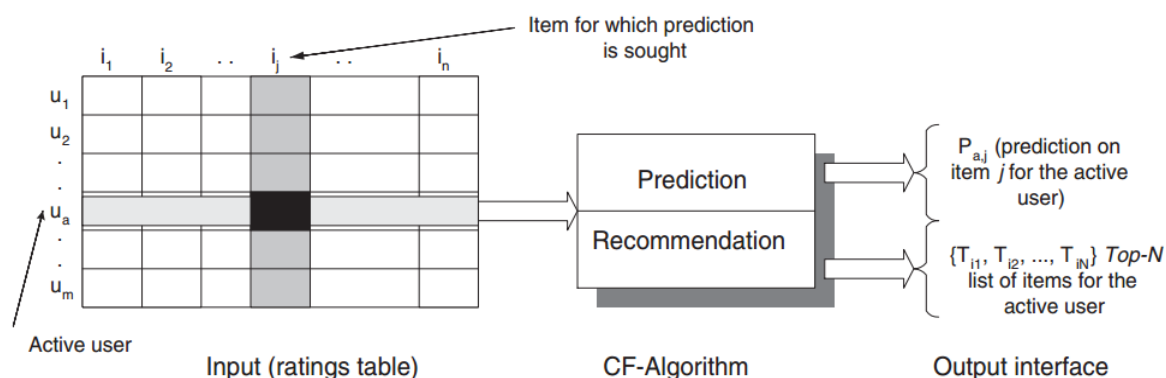 Item for which prediction
is sought
i1 i2 . . ij . . in
u1
u2
.
.
ua
.
.
um
Active user
Input (ratings table)
Prediction
Recommendation
CF-Algorithm
Pa,j (prediction on
item j for the active
user)
{Ti1, Ti2, ..., TiN} Top-N
list of items for the
active user
Output interface